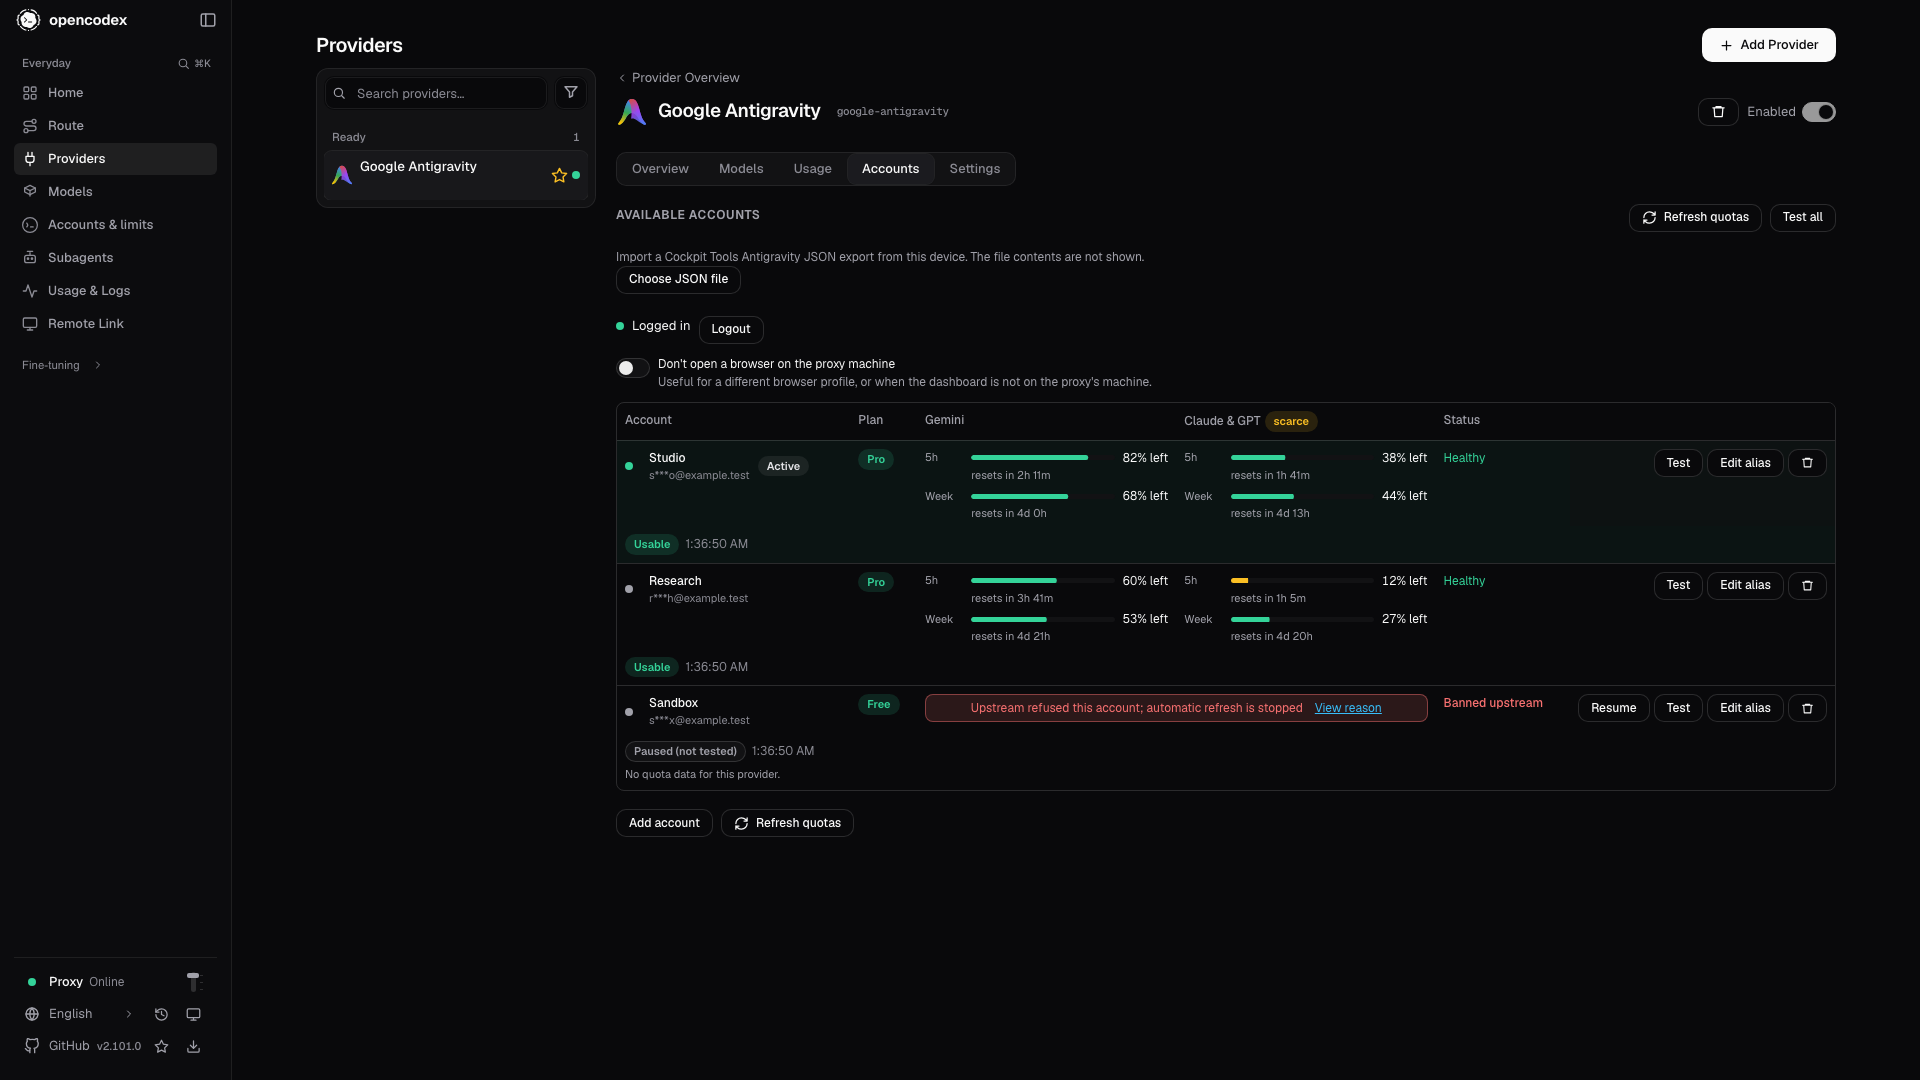 opencodex
Everyday ⌘K
Home
Route
Providers
Models
Accounts & limits
Subagents
Usage & Logs
Remote Link
Fine-tuning
Proxy Online
English
GitHub v2.101.0
Providers
Add Provider
Search providers...
Ready 1
Google Antigravity
Provider Overview
Google Antigravity google-antigravity
Enabled
Overview Models Usage Accounts Settings
AVAILABLE ACCOUNTS
Refresh quotas Test all
Import a Cockpit Tools Antigravity JSON export from this device. The file contents are not shown.
Choose JSON file
Logged in Logout
Don't open a browser on the proxy machine
Useful for a different browser profile, or when the dashboard is not on the proxy's machine.
Account Plan Gemini Claude & GPT scarce Status
Studio Pro 5h 82% left 5h 38% left Healthy Test Edit alias
s***o@example.test Active resets in 2h 11m resets in 1h 41m
Week 68% left Week 44% left
resets in 4d 0h resets in 4d 13h
Usable 1:36:50 AM
Research Pro 5h 60% left 5h 12% left Healthy Test Edit alias
r***h@example.test resets in 3h 41m resets in 1h 5m
Week 53% left Week 27% left
resets in 4d 21h resets in 4d 20h
Usable 1:36:50 AM
Sandbox Free Upstream refused this account; automatic refresh is stopped View reason Banned upstream Resume Test Edit alias
s***x@example.test
Paused (not tested) 1:36:50 AM
No quota data for this provider.
Add account Refresh quotas